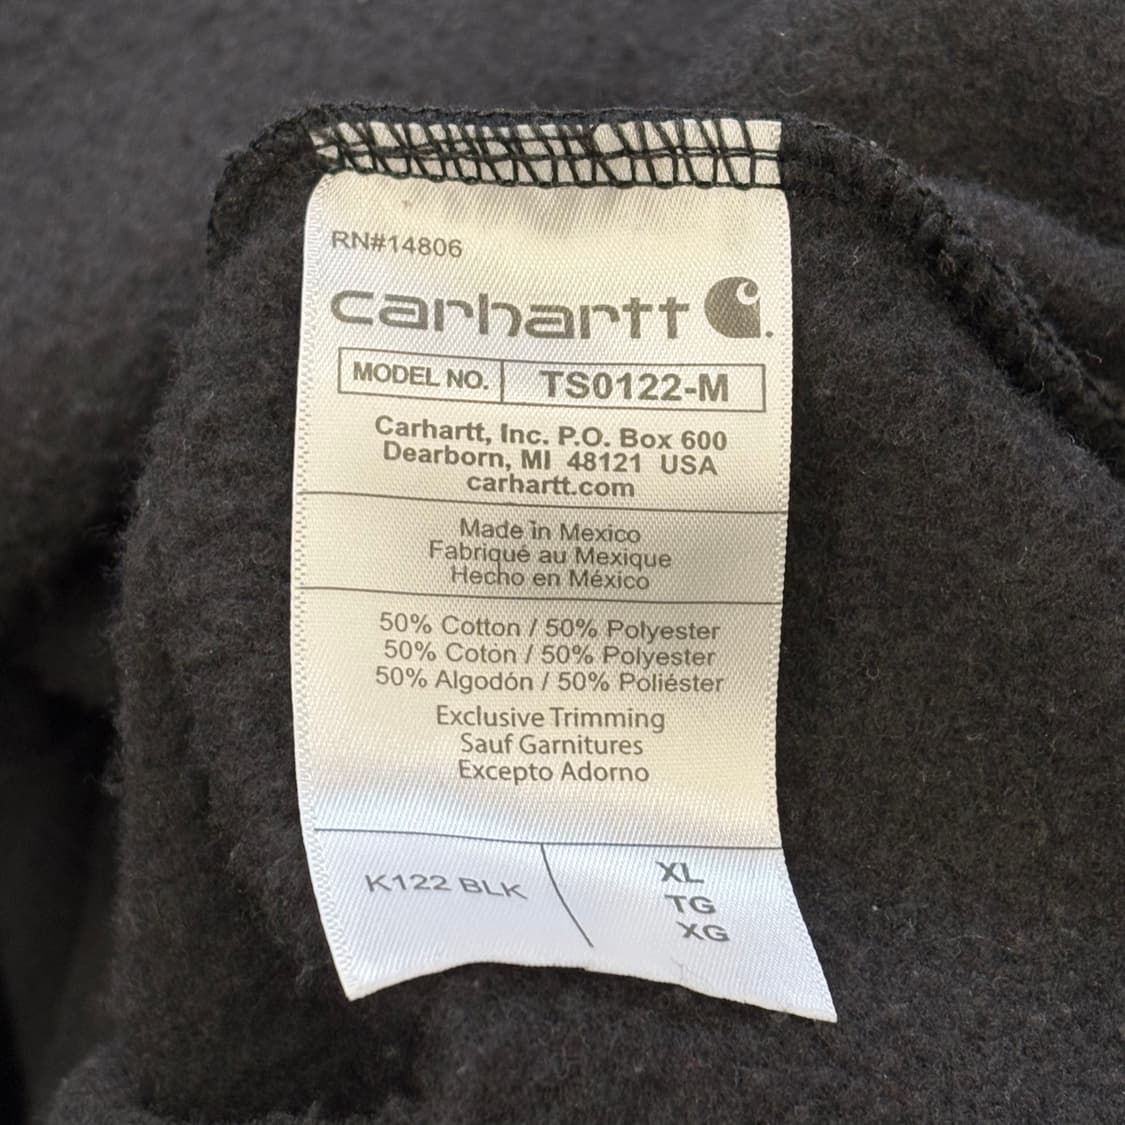 RN#14806
carhartt.
MODEL NO. TS0122-M
Carhartt, Inc. P.O. Box 600
Dearborn, MI 48121 USA
carhartt.com
Made in Mexico
Fabriqué au Mexique
Hecho en México
50% Cotton / 50% Polyester
50% Coton / 50% Polyester
50% Algodón / 50% Poliéster
Exclusive Trimming
Sauf Garnitures
Excepto Adorno
K122 BLK
XL
TG
XG